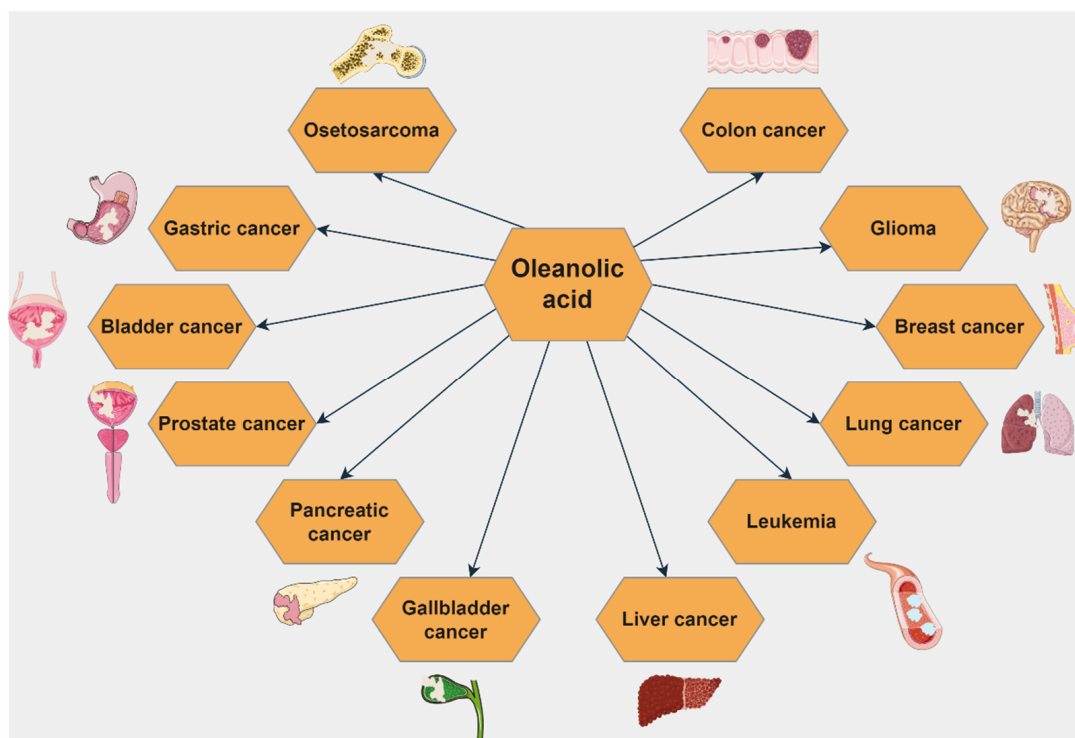 Osetosarcoma
Colon cancer
Gastric cancer
Glioma
Oleanolic
acid
Bladder cancer
Breast cancer
Prostate cancer
Lung cancer
Pancreatic
cancer
Leukemia
Gallbladder
cancer
Liver cancer